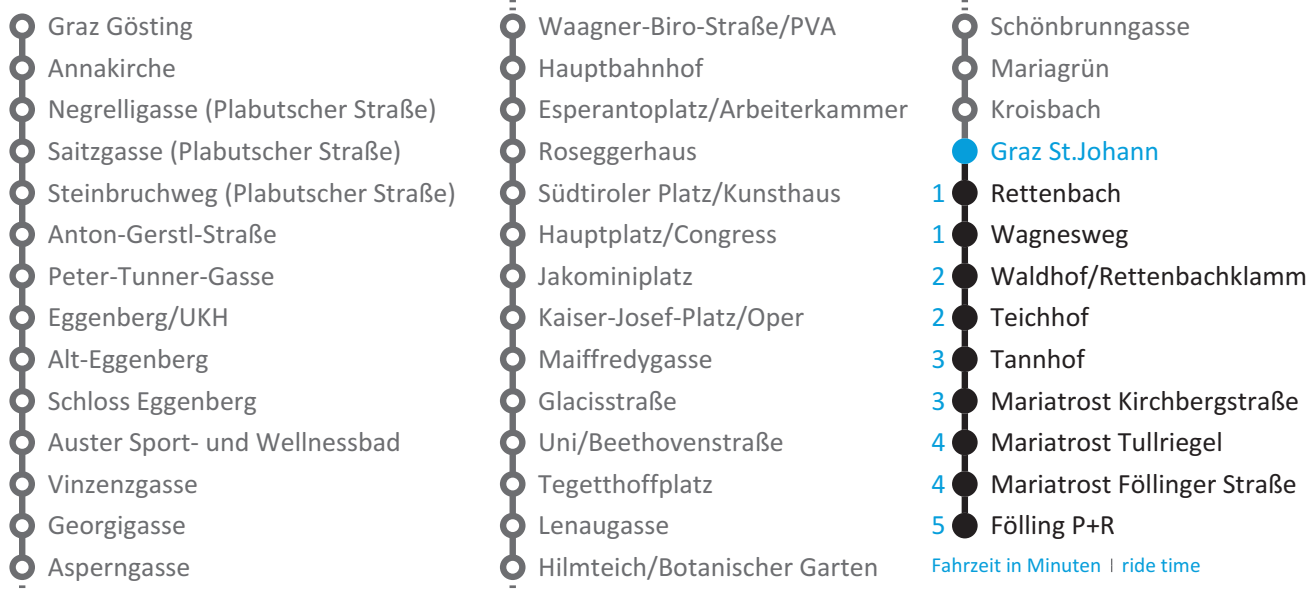 Graz Gösting
Annakirche
Negrelligasse (Plabutscher Straße)
Saitzgasse (Plabutscher Straße)
Steinbruchweg (Plabutscher Straße)
Anton-Gerstl-Straße
Peter-Tunner-Gasse
Eggenberg/UKH
Alt-Eggenberg
Schloss Eggenberg
Auster Sport- und Wellnessbad
Vinzenzgasse
Georgigasse
Asperngasse
Waagner-Biro-Straße/PVA
Hauptbahnhof
Esperantoplatz/Arbeiterkammer
Roseggerhaus
Südtiroler Platz/Kunsthaus
Hauptplatz/Congress
Jakominiplatz
Kaiser-Josef-Platz/Oper
Maiffredygasse
Glacisstraße
Uni/Beethovenstraße
Tegetthoffplatz
Lenaugasse
Hilmteich/Botanischer Garten
Schönbrunngasse
Mariagrün
Kroisbach
Graz St.Johann
1 Rettenbach
1 Wagnesweg
2 Waldhof/Rettenbachklamm
2 Teichhof
3 Tannhof
3 Mariatrost Kirchbergstraße
4 Mariatrost Tullriegel
4 Mariatrost Föllinger Straße
5 Fölling P+R
Fahrzeit in Minuten | ride time